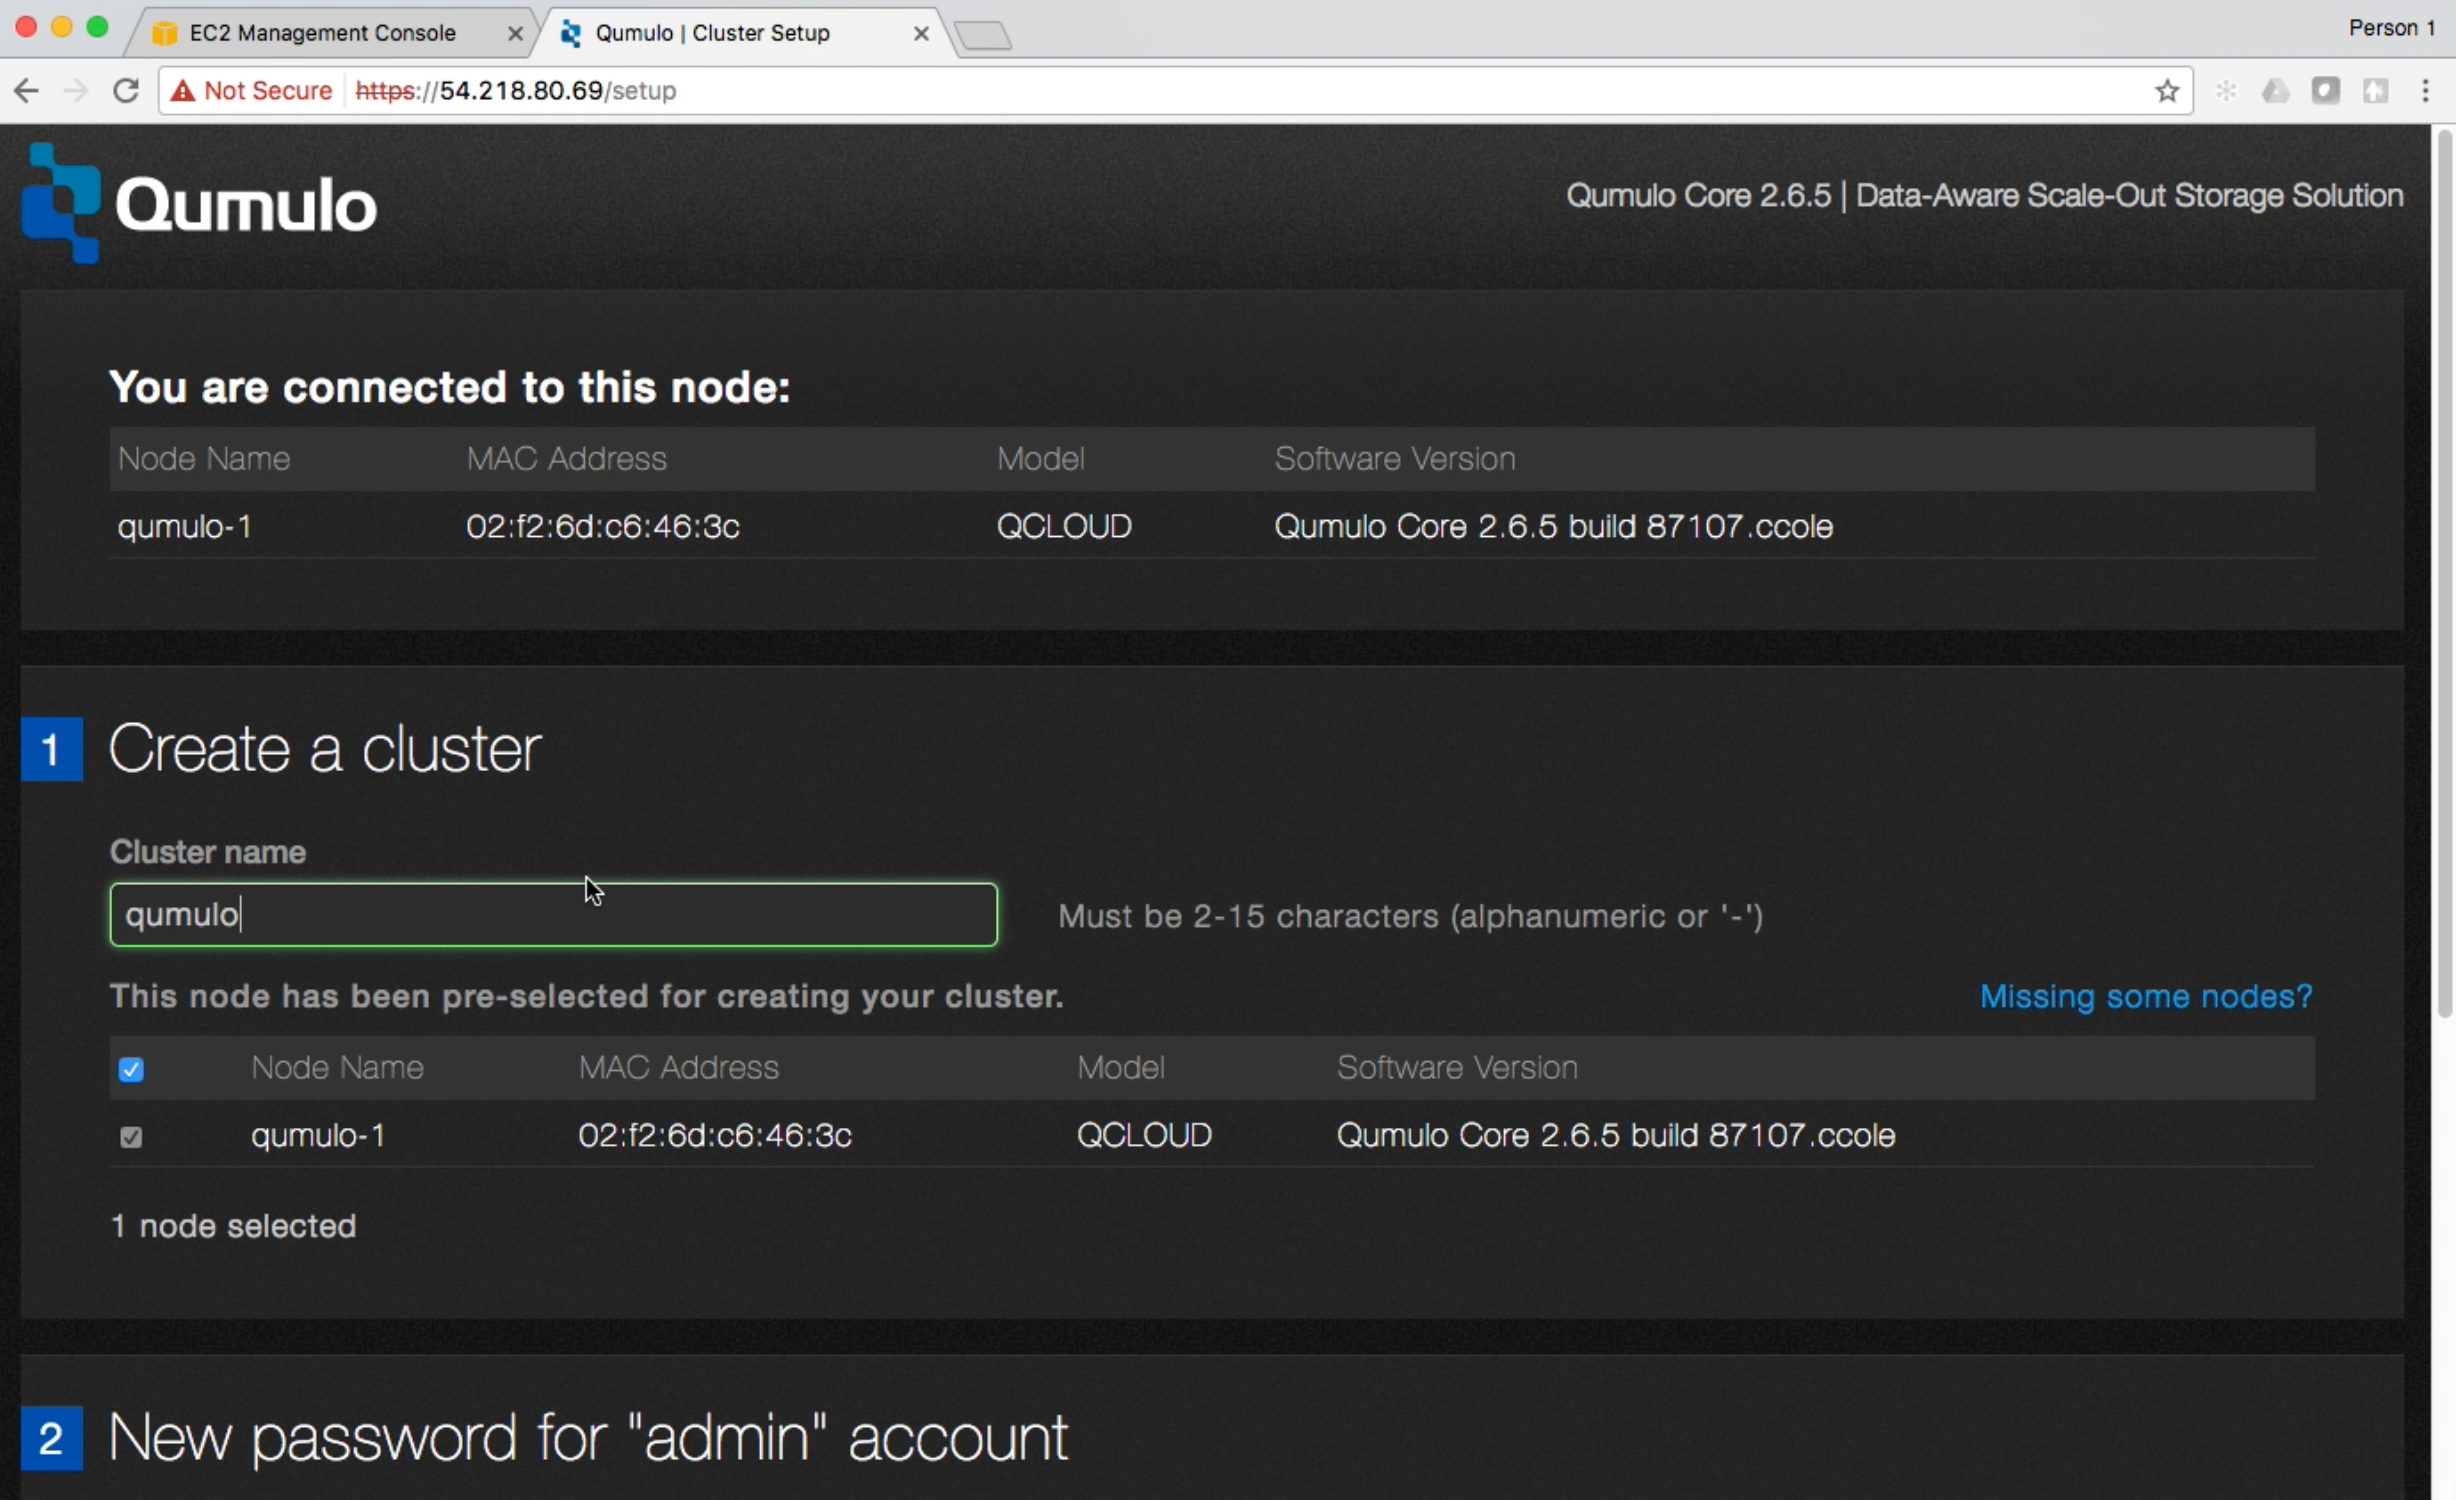 EC2 Management Console
Qumulo | Cluster Setup
Person 1
Not Secure https://54.218.80.69/setup
Qumulo
Qumulo Core 2.6.5 | Data-Aware Scale-Out Storage Solution
You are connected to this node:
Node Name MAC Address Model Software Version
qumulo-1 02:f2:6d:c6:46:3c QCLOUD Qumulo Core 2.6.5 build 87107.ccole
1 Create a cluster
Cluster name
qumulo
Must be 2-15 characters (alphanumeric or '-')
This node has been pre-selected for creating your cluster.
Missing some nodes?
Node Name MAC Address Model Software Version
qumulo-1 02:f2:6d:c6:46:3c QCLOUD Qumulo Core 2.6.5 build 87107.ccole
1 node selected
2 New password for "admin" account